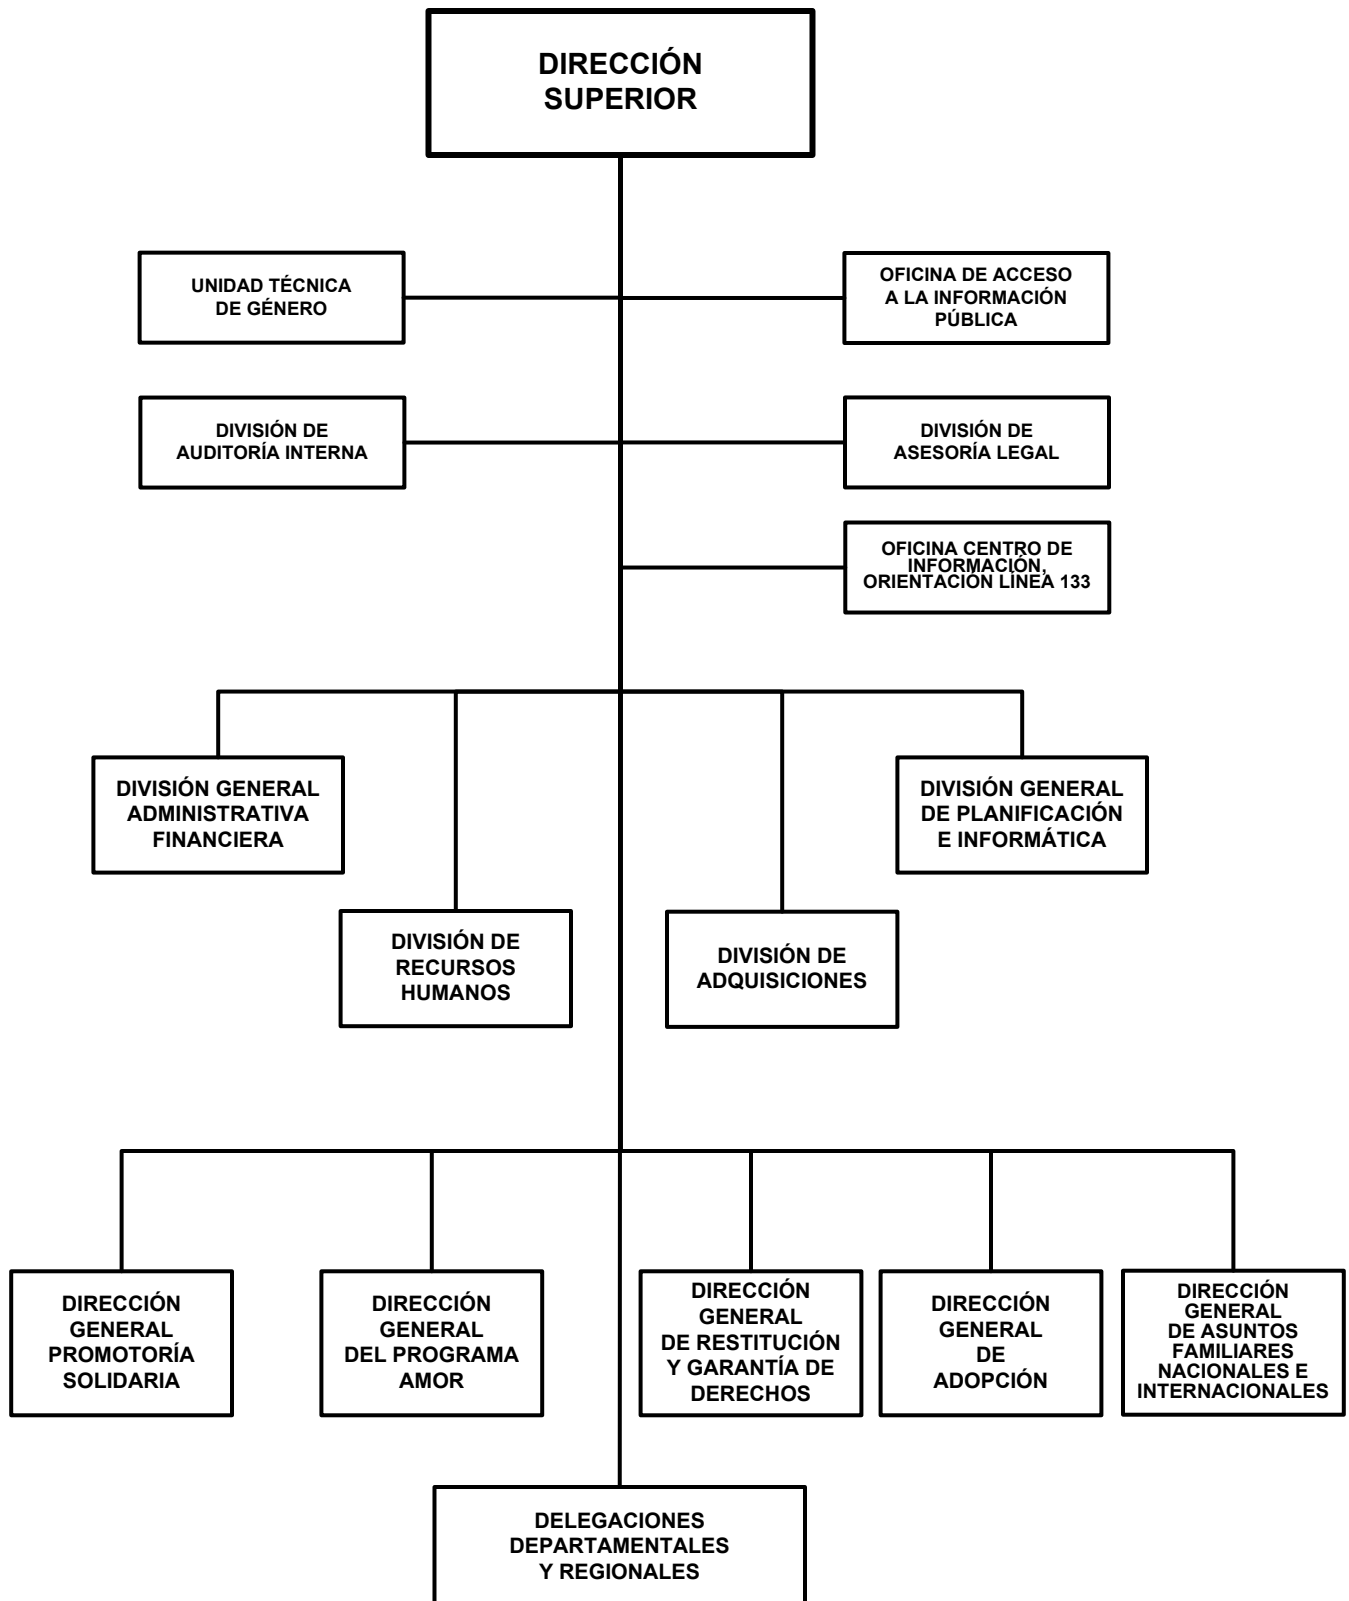 DIRECCIÓN
SUPERIOR
UNIDAD TÉCNICA
DE GÉNERO
OFICINA DE ACCESO
A LA INFORMACIÓN
PÚBLICA
DIVISIÓN DE
AUDITORÍA INTERNA
DIVISIÓN DE
ASESORÍA LEGAL
OFICINA CENTRO DE
INFORMACIÓN,
ORIENTACIÓN LÍNEA 133
DIVISIÓN GENERAL
ADMINISTRATIVA
FINANCIERA
DIVISIÓN GENERAL
DE PLANIFICACIÓN
E INFORMÁTICA
DIVISIÓN DE
RECURSOS
HUMANOS
DIVISIÓN DE
ADQUISICIONES
DIRECCIÓN
GENERAL
PROMOTORÍA
SOLIDARIA
DIRECCIÓN
GENERAL
DEL PROGRAMA
AMOR
DIRECCIÓN
GENERAL
DE RESTITUCIÓN
Y GARANTÍA DE
DERECHOS
DIRECCIÓN
GENERAL
DE
ADOPCIÓN
DIRECCIÓN
GENERAL
DE ASUNTOS
FAMILIARES
NACIONALES E
INTERNACIONALES
DELEGACIONES
DEPARTAMENTALES
Y REGIONALES